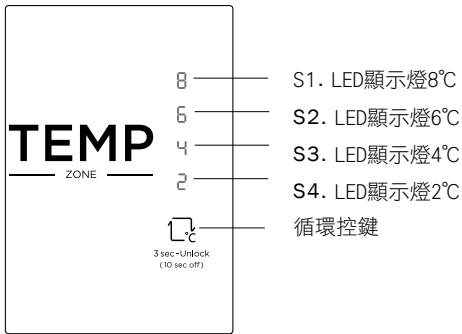 8
S1. LED顯示燈8℃
6
S2. LED顯示燈6℃
TEMP
ZONE
4
S3. LED顯示燈4℃
2
S4. LED顯示燈2℃
℃
循環控鍵
3 sec-Unlock
(10 sec off)